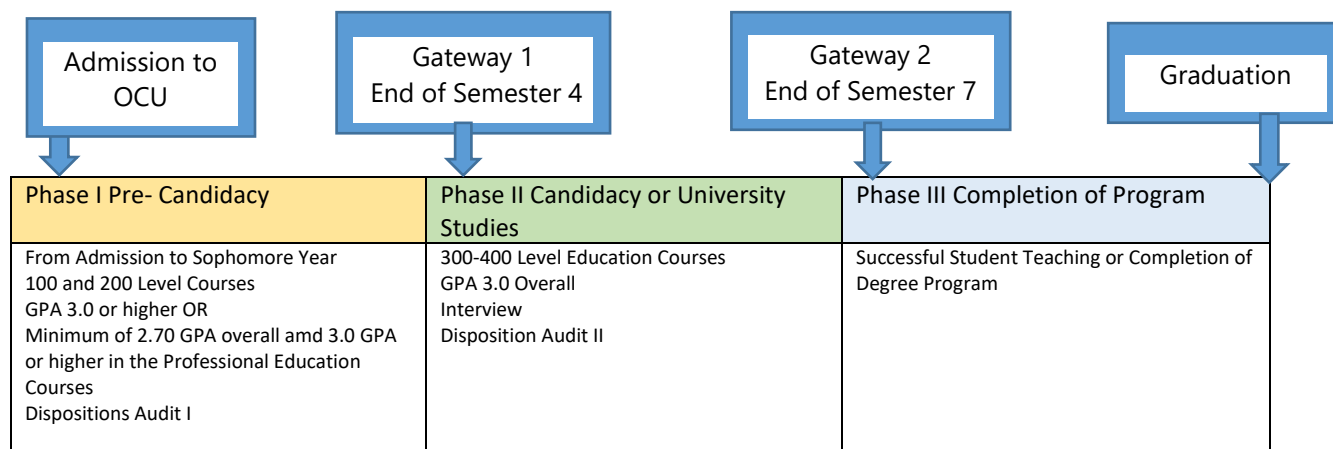 Admission to
OCU
Gateway 1
End of Semester 4
Gateway 2
End of Semester 7
Graduation
Phase I Pre- Candidacy
Phase II Candidacy or University
Studies
Phase III Completion of Program
From Admission to Sophomore Year
100 and 200 Level Courses
GPA 3.0 or higher OR
Minimum of 2.70 GPA overall amd 3.0 GPA
or higher in the Professional Education
Courses
Dispositions Audit I
300-400 Level Education Courses
GPA 3.0 Overall
Interview
Disposition Audit II
Successful Student Teaching or Completion of
Degree Program